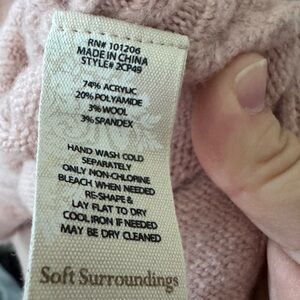 RN# 101206
MADE IN CHINA
STYLE# 2CP49
74% ACRYLIC
20% POLYAMIDE
3% WOOL
3% SPANDEX
HAND WASH COLD
SEPARATELY
ONLY NON-CHLORINE
BLEACH WHEN NEEDED
RE-SHAPE &
LAY FLAT TO DRY
COOL IRON IF NEEDED
MAY BE DRY CLEANED
Soft Surroundings